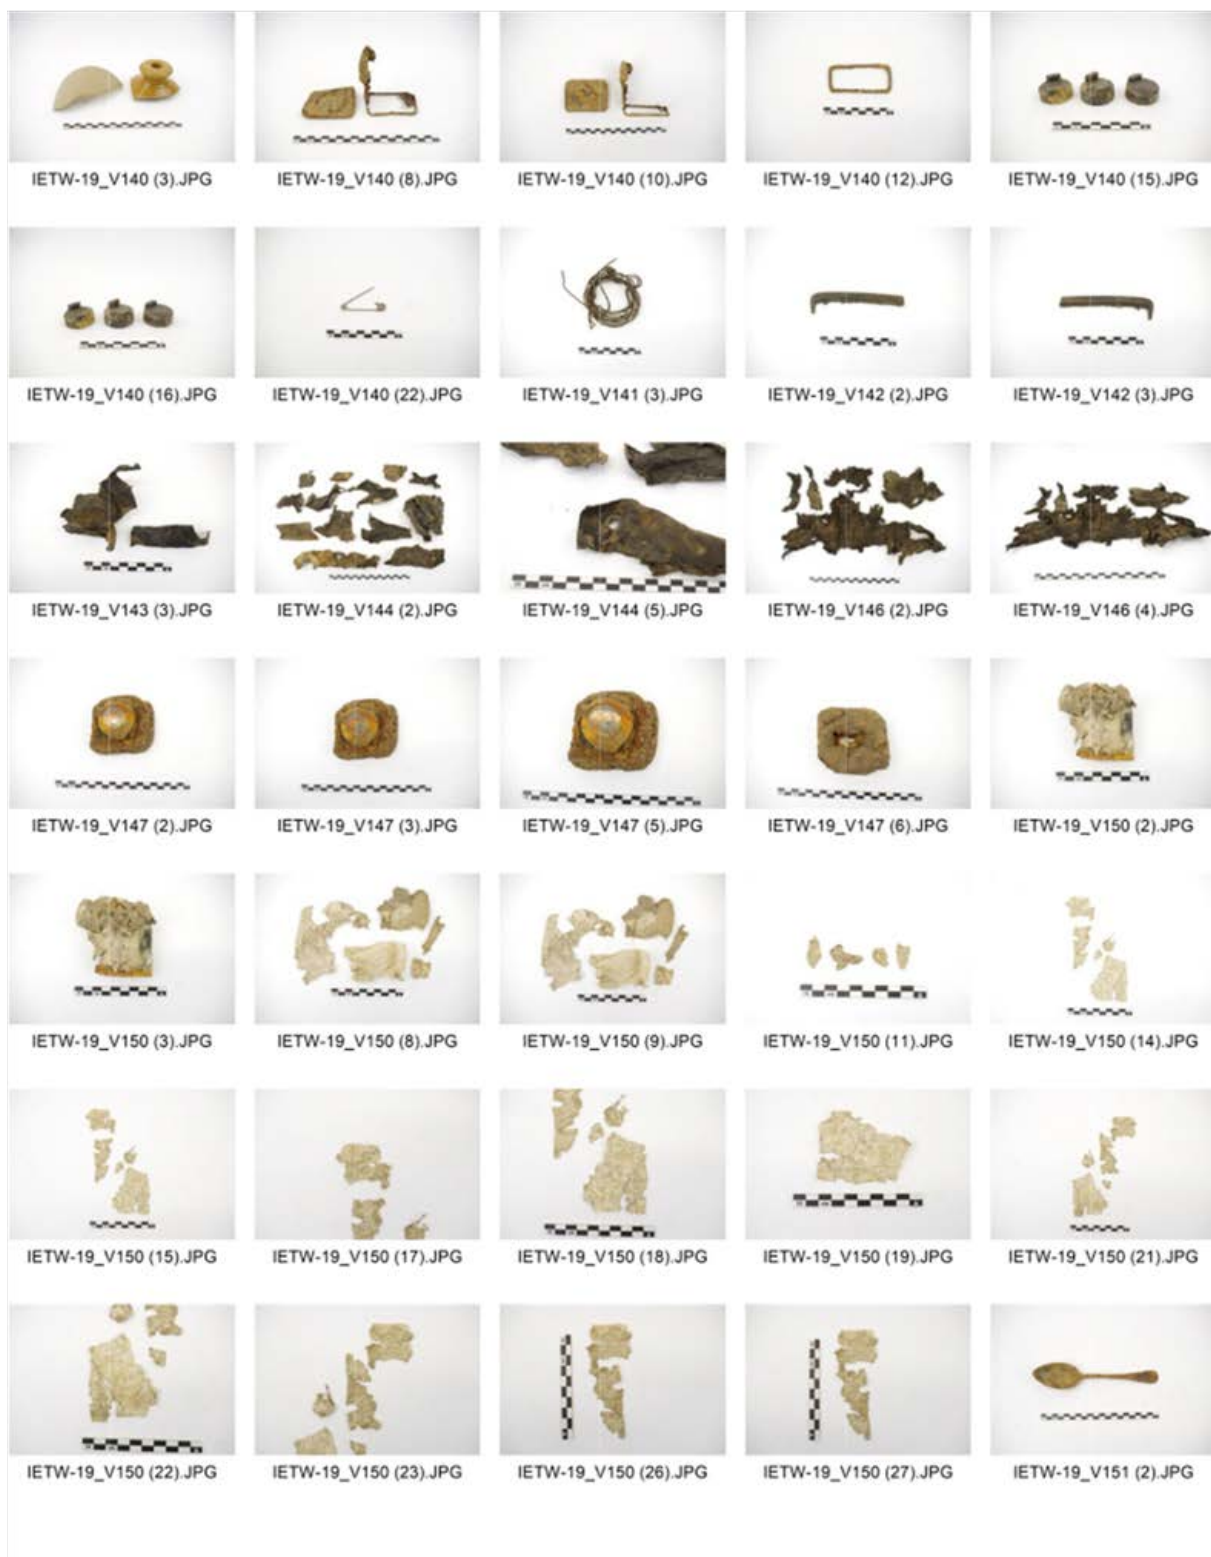 IETW-19_V140 (3).JPG IETW-19_V140 (8).JPG IETW-19_V140 (10).JPG IETW-19_V140 (12).JPG IETW-19_V140 (15).JPG
IETW-19_V140 (16).JPG IETW-19_V140 (22).JPG IETW-19_V141 (3).JPG IETW-19_V142 (2).JPG IETW-19_V142 (3).JPG
IETW-19_V143 (3).JPG IETW-19_V144 (2).JPG IETW-19_V144 (5).JPG IETW-19_V146 (2).JPG IETW-19_V146 (4).JPG
IETW-19_V147 (2).JPG IETW-19_V147 (3).JPG IETW-19_V147 (5).JPG IETW-19_V147 (6).JPG IETW-19_V150 (2).JPG
IETW-19_V150 (3).JPG IETW-19_V150 (8).JPG IETW-19_V150 (9).JPG IETW-19_V150 (11).JPG IETW-19_V150 (14).JPG
IETW-19_V150 (15).JPG IETW-19_V150 (17).JPG IETW-19_V150 (18).JPG IETW-19_V150 (19).JPG IETW-19_V150 (21).JPG
IETW-19_V150 (22).JPG IETW-19_V150 (23).JPG IETW-19_V150 (26).JPG IETW-19_V150 (27).JPG IETW-19_V151 (2).JPG